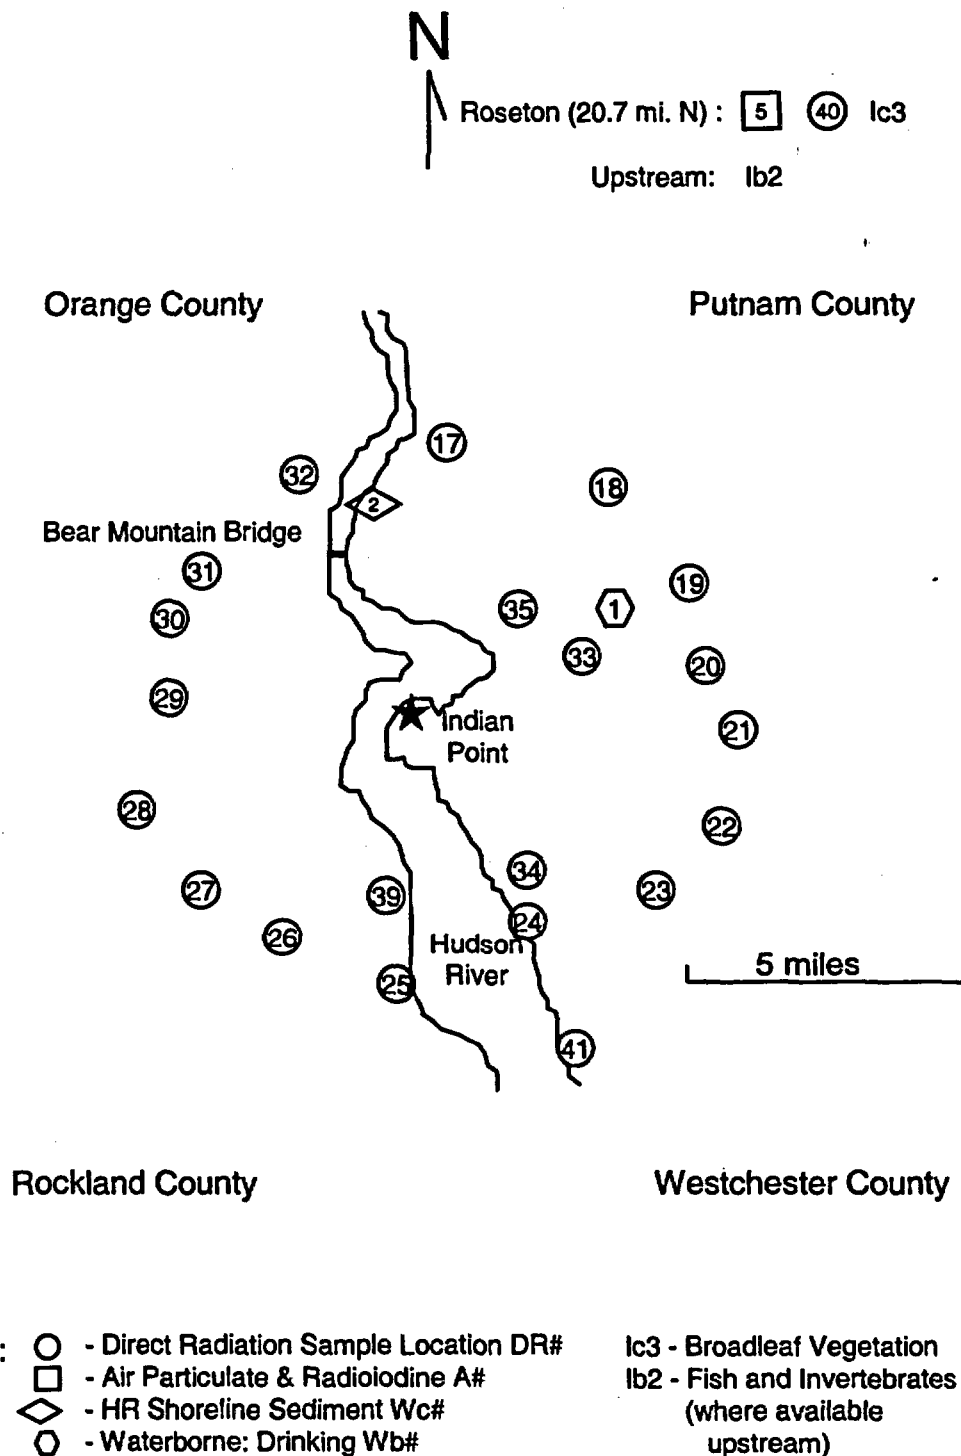 N
Roseton (20.7 mi. N) : 5 40 Ic3
Upstream: Ib2
Orange County
Putnam County
17
32
18
2
Bear Mountain Bridge
31
19
30
35
1
33
20
29
Indian
Point
21
28
22
34
27
39
23
24
26
Hudson
River
5 miles
25
41
Rockland County
Westchester County
: - Direct Radiation Sample Location DR#
- Air Particulate & Radioiodine A#
- HR Shoreline Sediment Wc#
- Waterborne: Drinking Wb#
Ic3 - Broadleaf Vegetation
Ib2 - Fish and Invertebrates
(where available
upstream)